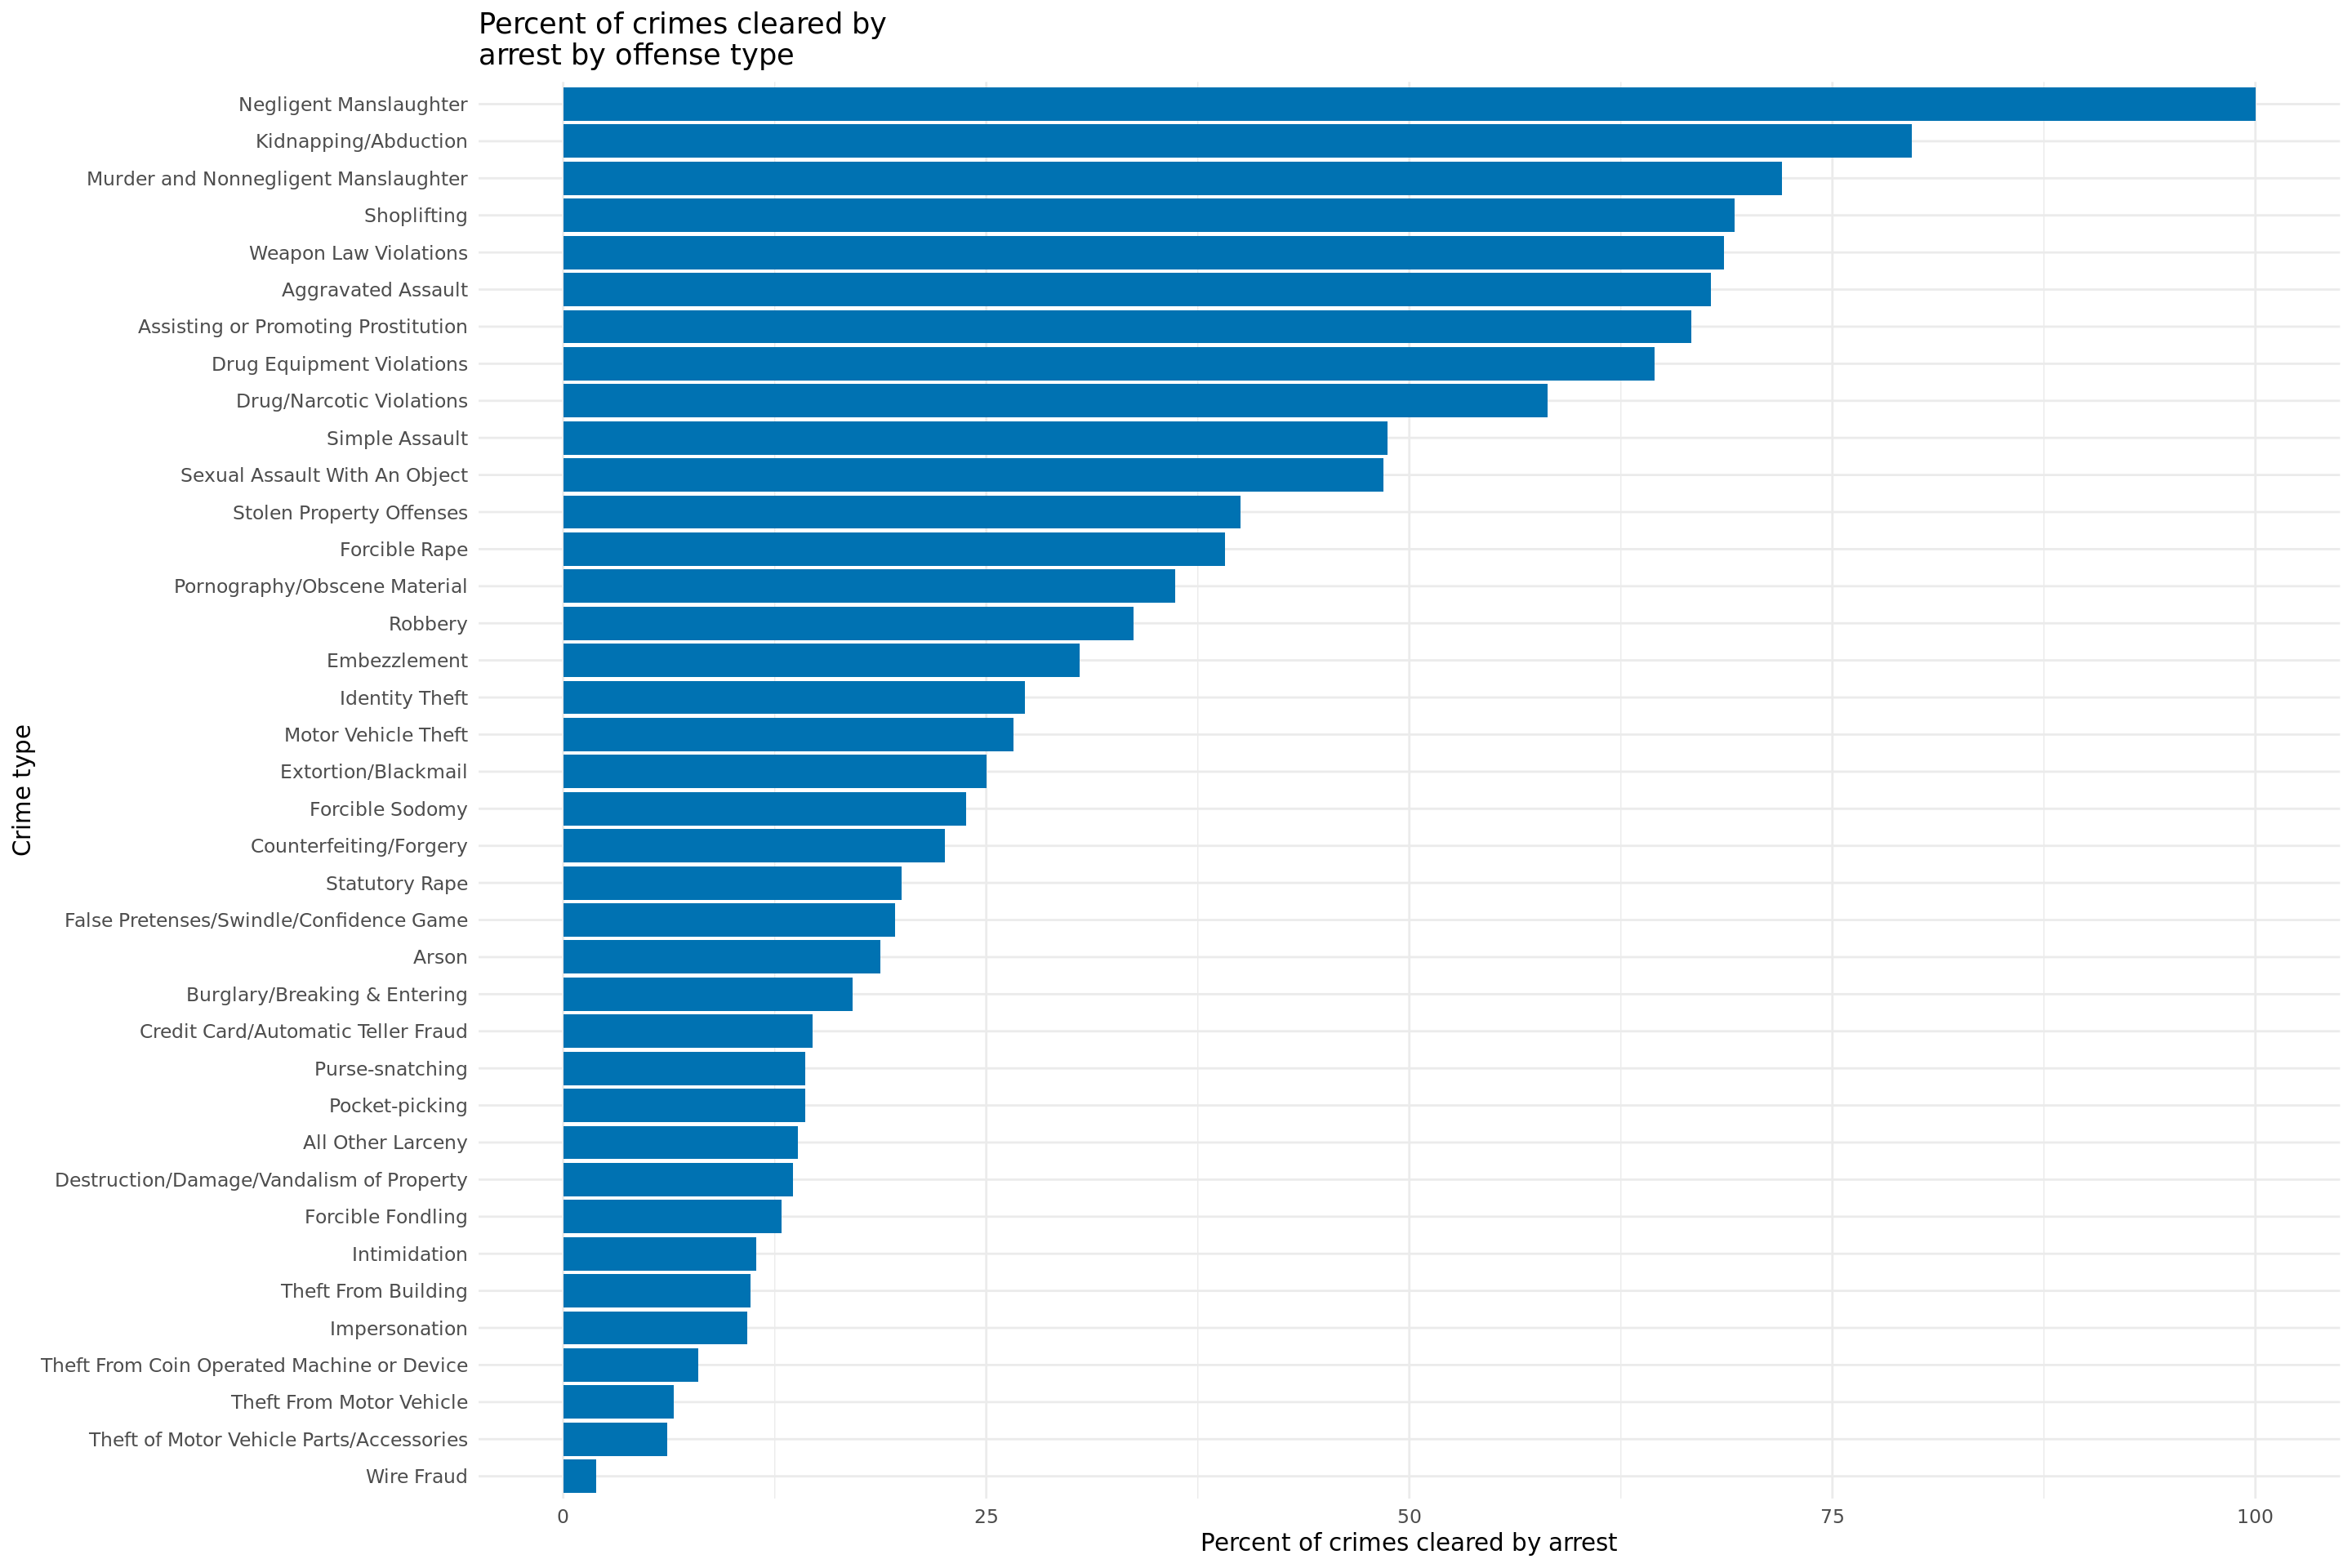 Percent of crimes cleared by
arrest by offense type
Negligent Manslaughter
Kidnapping/Abduction
Murder and Nonnegligent Manslaughter
Shoplifting
Weapon Law Violations
Aggravated Assault
Assisting or Promoting Prostitution
Drug Equipment Violations
Drug/Narcotic Violations
Simple Assault
Sexual Assault With An Object
Stolen Property Offenses
Forcible Rape
Pornography/Obscene Material
Robbery
Embezzlement
Identity Theft
Motor Vehicle Theft
Extortion/Blackmail
Forcible Sodomy
Counterfeiting/Forgery
Statutory Rape
False Pretenses/Swindle/Confidence Game
Arson
Burglary/Breaking & Entering
Credit Card/Automatic Teller Fraud
Purse-snatching
Pocket-picking
All Other Larceny
Destruction/Damage/Vandalism of Property
Forcible Fondling
Intimidation
Theft From Building
Impersonation
Theft From Coin Operated Machine or Device
Theft From Motor Vehicle
Theft of Motor Vehicle Parts/Accessories
Wire Fraud
Crime type
0 25 50 75 100
Percent of crimes cleared by arrest